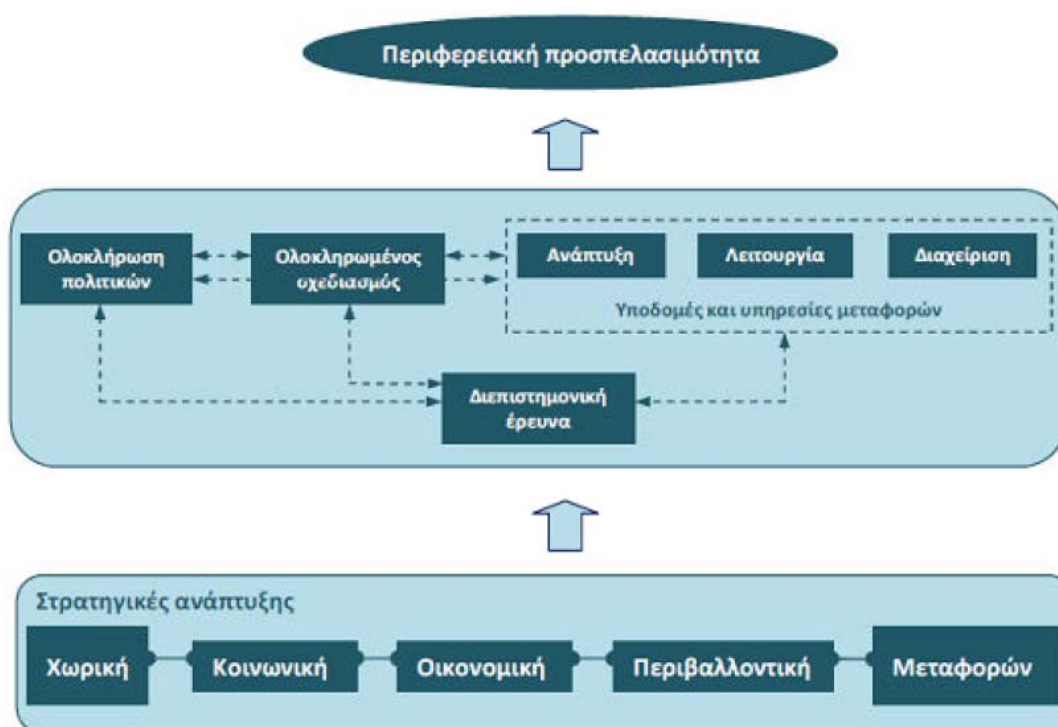 Περιφερειακή προσπελασιμότητα
Ολοκλήρωση
πολιτικών
Ολοκληρωμένος
σχεδιασμός
Ανάπτυξη
Λειτουργία
Διαχείριση
Υποδομές και υπηρεσίες μεταφορών
Διεπιστημονική
έρευνα
Στρατηγικές ανάπτυξης
Χωρική
Κοινωνική
Οικονομική
Περιβαλλοντική
Μεταφορών